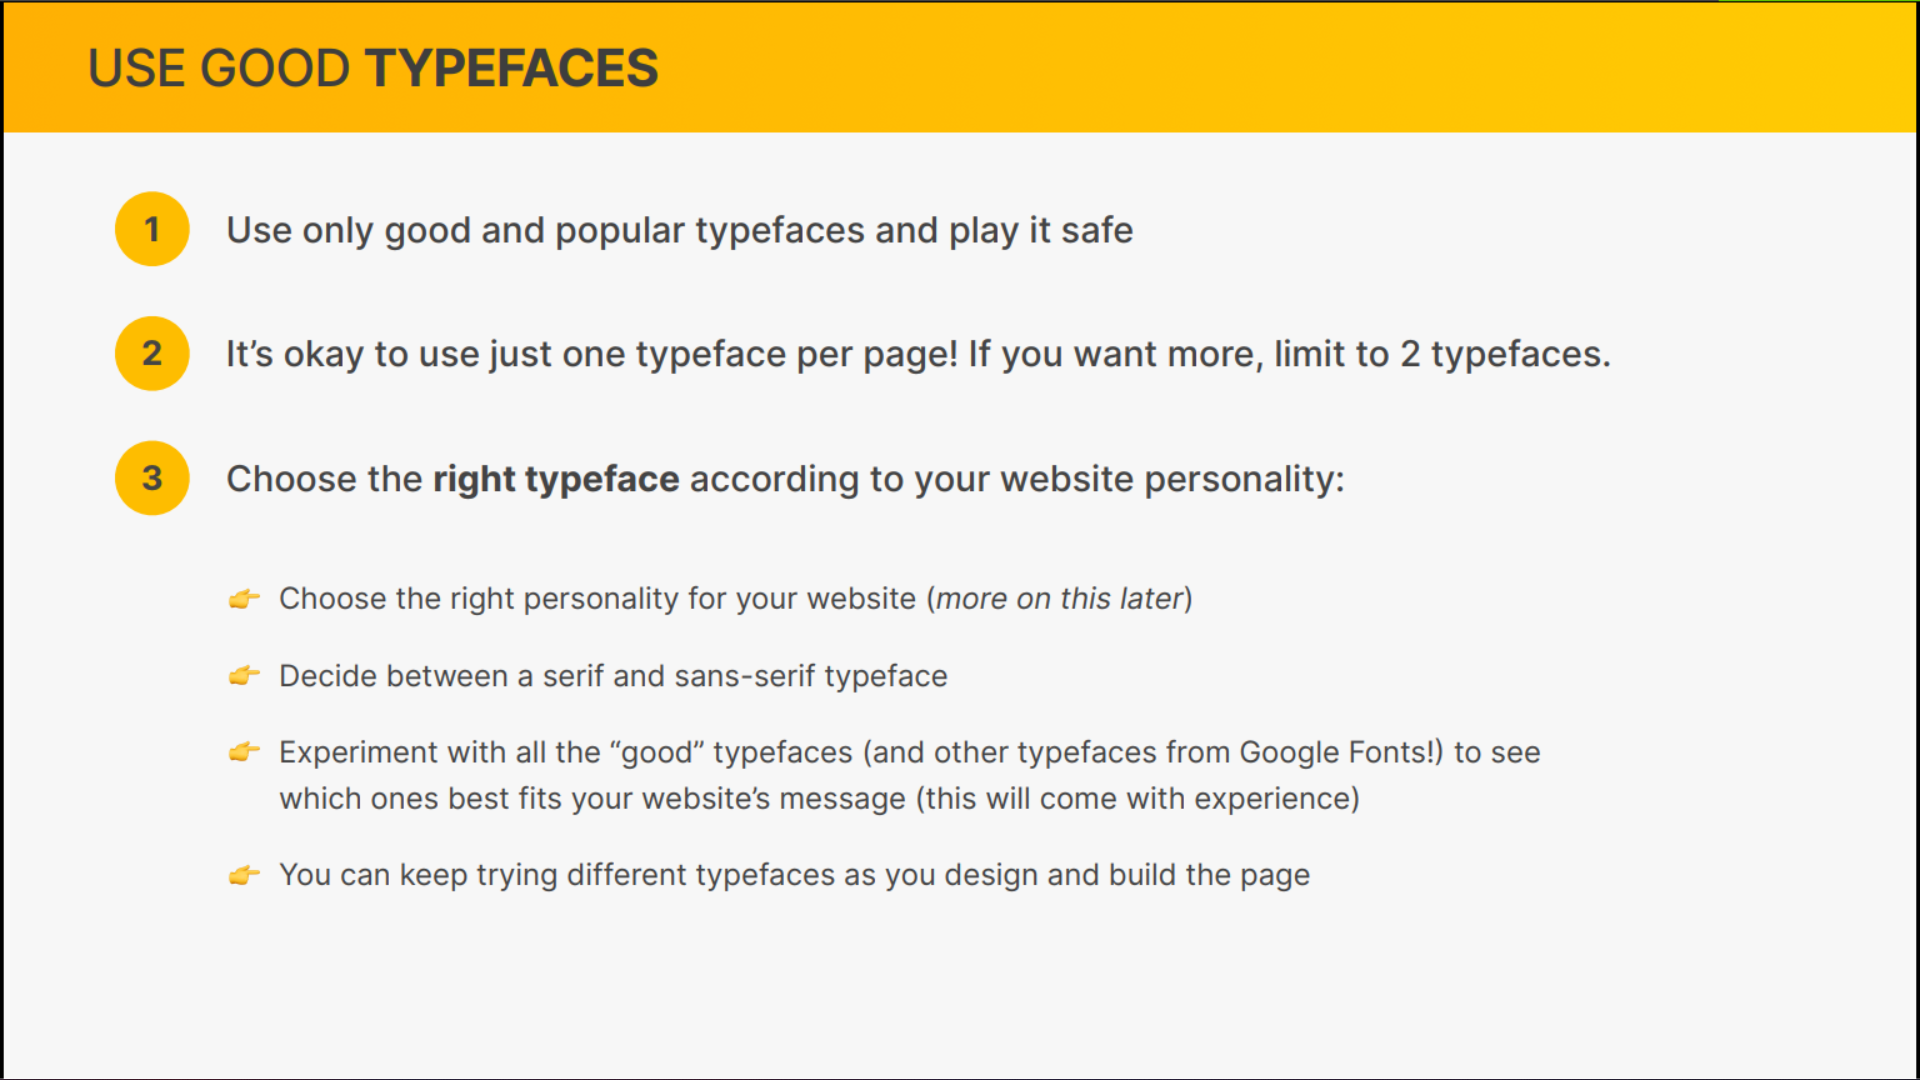 USE GOOD TYPEFACES
1 Use only good and popular typefaces and play it safe
2 It’s okay to use just one typeface per page! If you want more, limit to 2 typefaces.
3 Choose the right typeface according to your website personality:
👉 Choose the right personality for your website (more on this later)
👉 Decide between a serif and sans-serif typeface
👉 Experiment with all the “good” typefaces (and other typefaces from Google Fonts!) to see
which ones best fits your website’s message (this will come with experience)
👉 You can keep trying different typefaces as you design and build the page